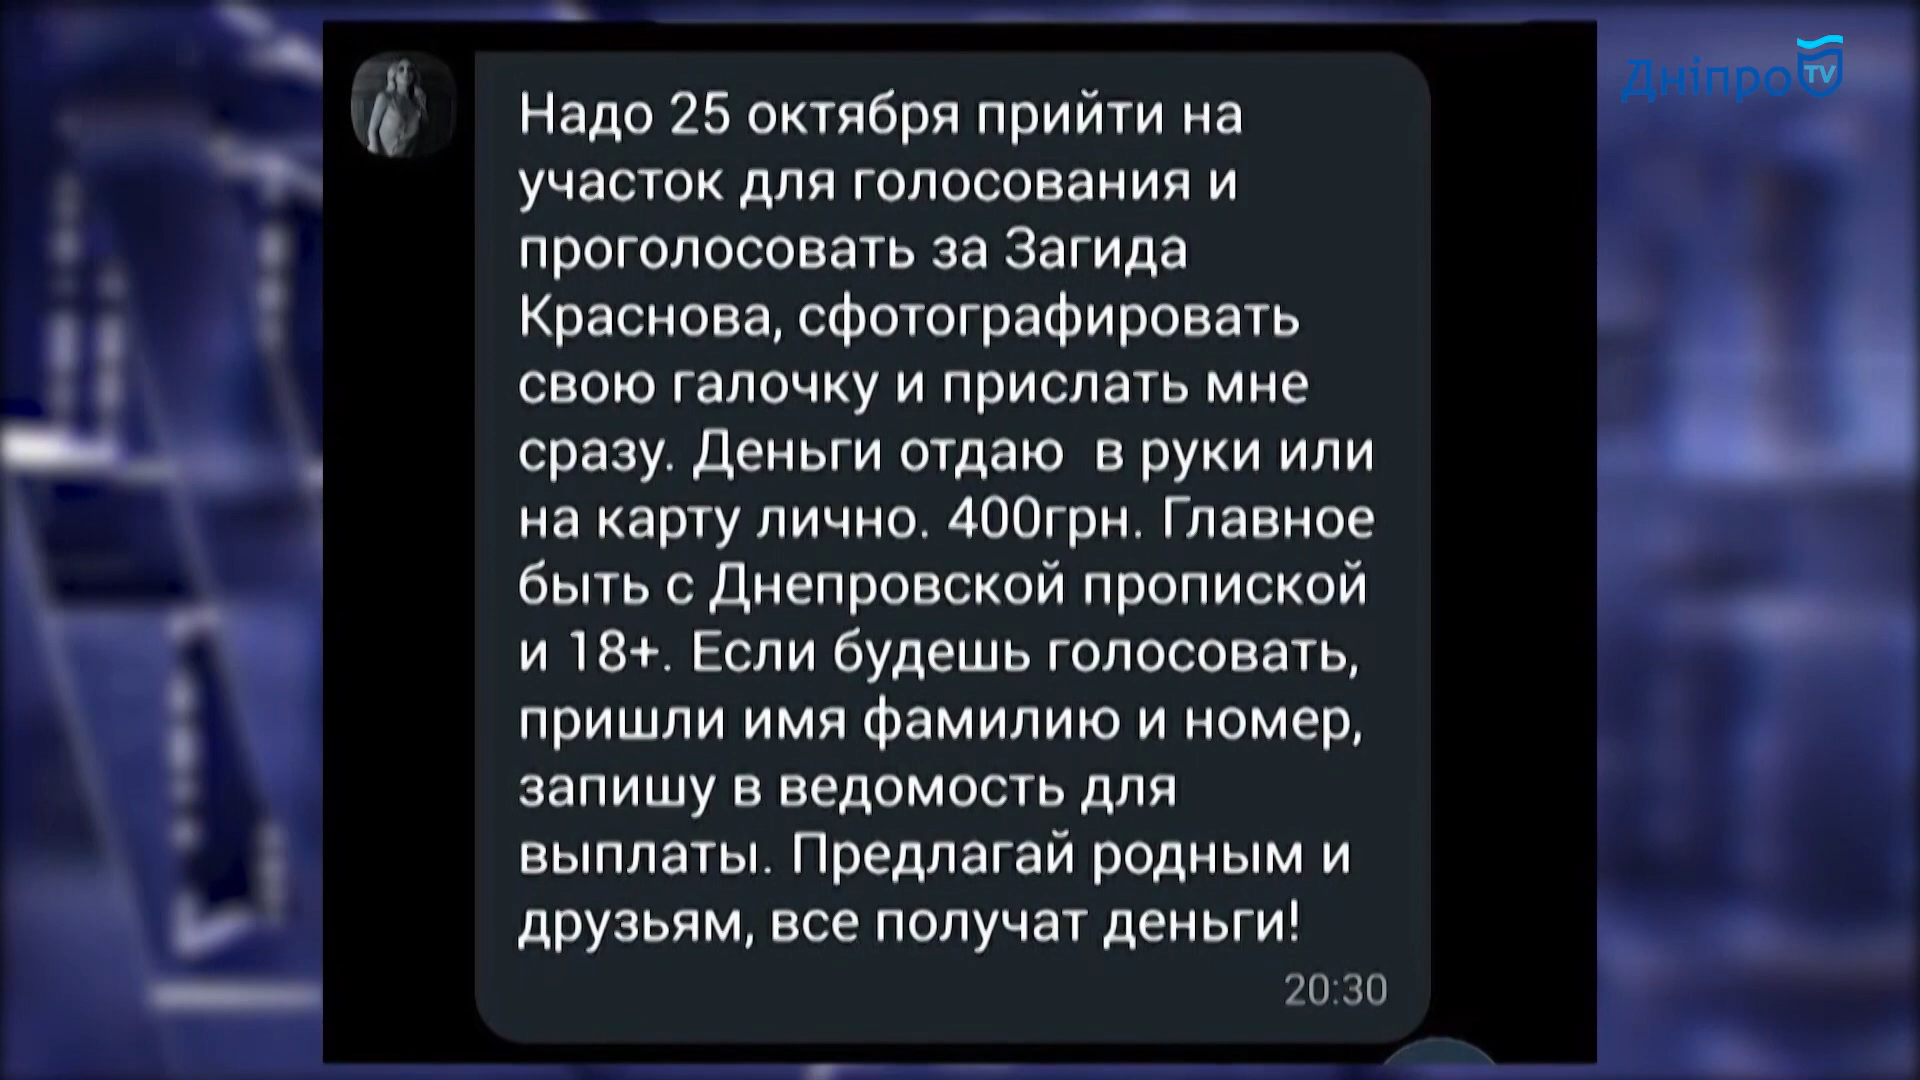 Дніпро TV
Надо 25 октября прийти на
участок для голосования и
проголосовать за Загида
Краснова, сфотографировать
свою галочку и прислать мне
сразу. Деньги отдаю  в руки или
на карту лично. 400грн. Главное
быть с Днепровской пропиской
и 18+. Если будешь голосовать,
пришли имя фамилию и номер,
запишу в ведомость для
выплаты. Предлагай родным и
друзьям, все получат деньги!
20:30